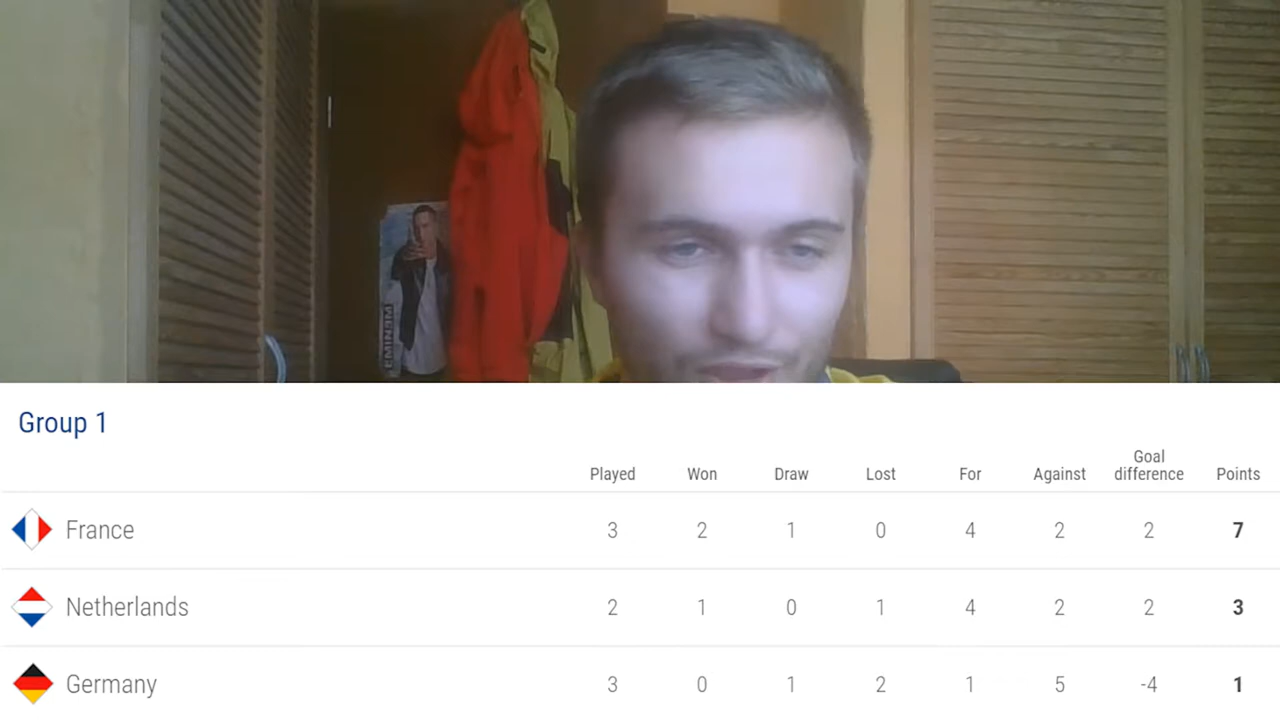 EMINEM
Group 1
Played Won Draw Lost For Against Goal difference Points
France 3 2 1 0 4 2 2 7
Netherlands 2 1 0 1 4 2 2 3
Germany 3 0 1 2 1 5 -4 1